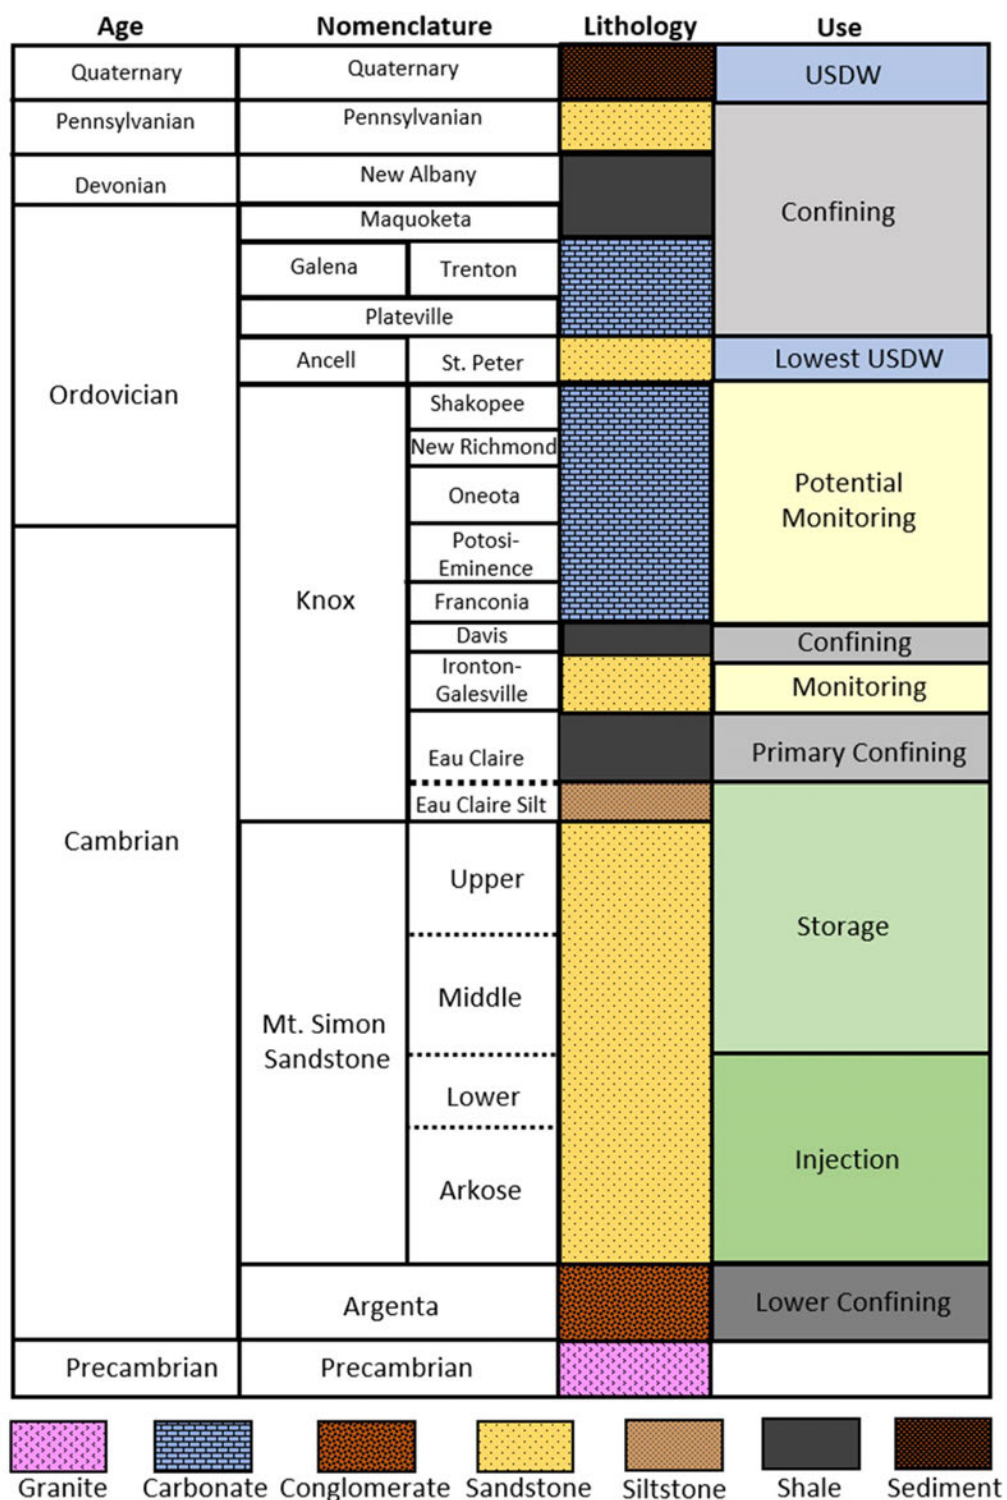 Age Nomenclature Lithology Use
Quaternary Quaternary USDW
Pennsylvanian Pennsylvanian
Devonian New Albany Confining
Maquoketa
Galena Trenton
Plateville
Ancell St. Peter Lowest USDW
Ordovician Shakopee
New Richmond
Oneota Potential
Monitoring
Potosi-
Eminence
Knox Franconia
Davis Confining
Ironton-
Galesville Monitoring
Eau Claire Primary Confining
Eau Claire Silt
Cambrian Upper Storage
Middle
Mt. Simon
Sandstone
Lower
Arkose Injection
Argenta Lower Confining
Precambrian Precambrian
Granite Carbonate Conglomerate Sandstone Siltstone Shale Sediment